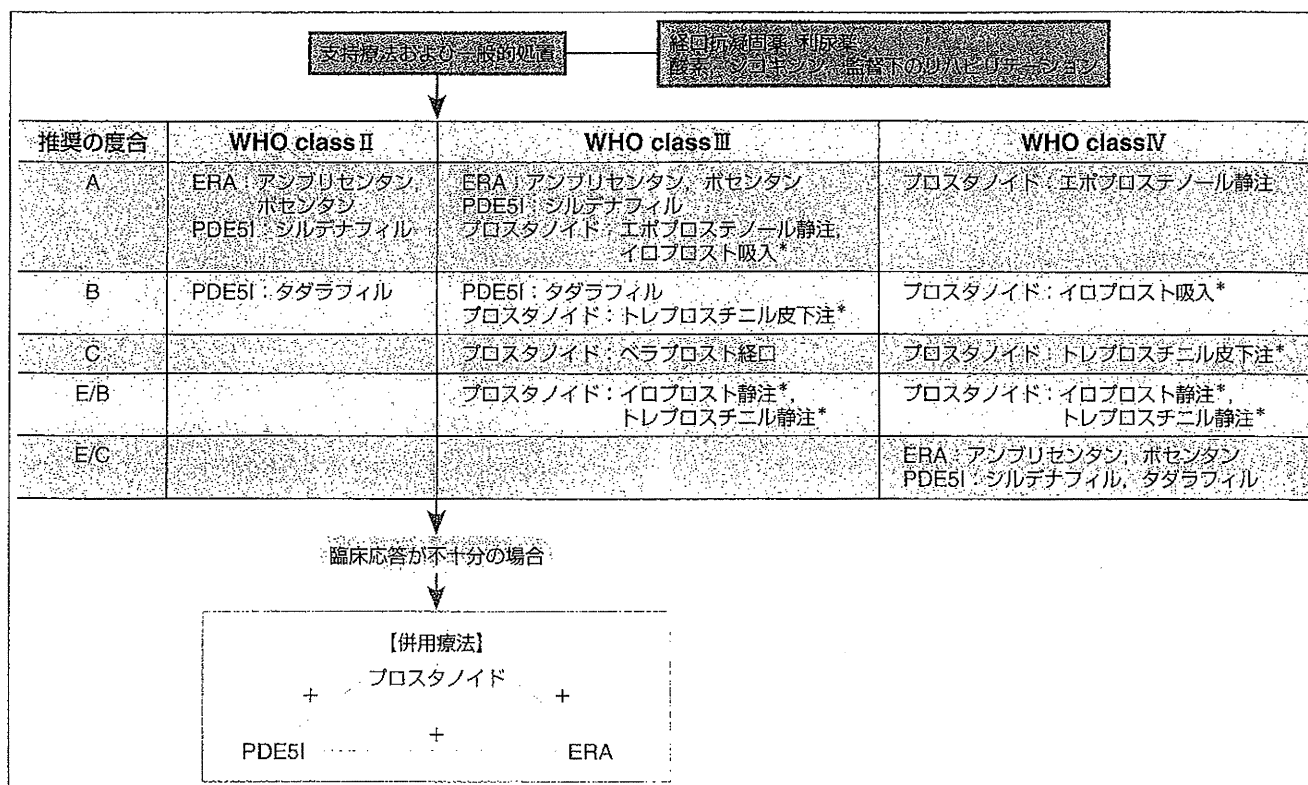 支持療法および一般的処置
経口抗凝固薬, 利尿薬,
酸素, ジゴキシン, 監督下のリハビリテーション
推奨の度合
WHO classⅡ
WHO classⅢ
WHO classⅣ
A
ERA：アンブリセンタン,
ボセンタン
PDE5I：シルデナフィル
ERA：アンブリセンタン, ボセンタン
PDE5I：シルデナフィル
プロスタノイド：エポプロステノール静注,
イロプロスト吸入*
プロスタノイド：エポプロステノール静注
B
PDE5I：タダラフィル
PDE5I：タダラフィル
プロスタノイド：トレプロスチニル皮下注*
プロスタノイド：イロプロスト吸入*
C
プロスタノイド：ベラプロスト経口
プロスタノイド：トレプロスチニル皮下注*
E/B
プロスタノイド：イロプロスト静注*,
トレプロスチニル静注*
プロスタノイド：イロプロスト静注*,
トレプロスチニル静注*
E/C
ERA：アンブリセンタン, ボセンタン
PDE5I：シルデナフィル, タダラフィル
臨床応答が不十分の場合
【併用療法】
プロスタノイド
+ +
+
PDE5I ERA